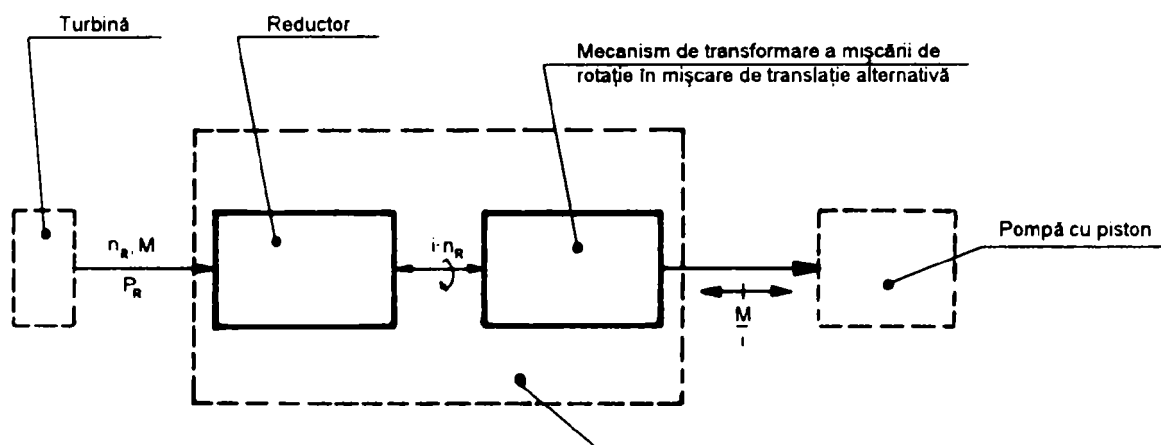 Turbină
Reductor
Mecanism de transformare a mişcării de
rotaţie în mişcare de translaţie alternativă
n_R, M
P_R
i·n_R
M
i
Pompă cu piston